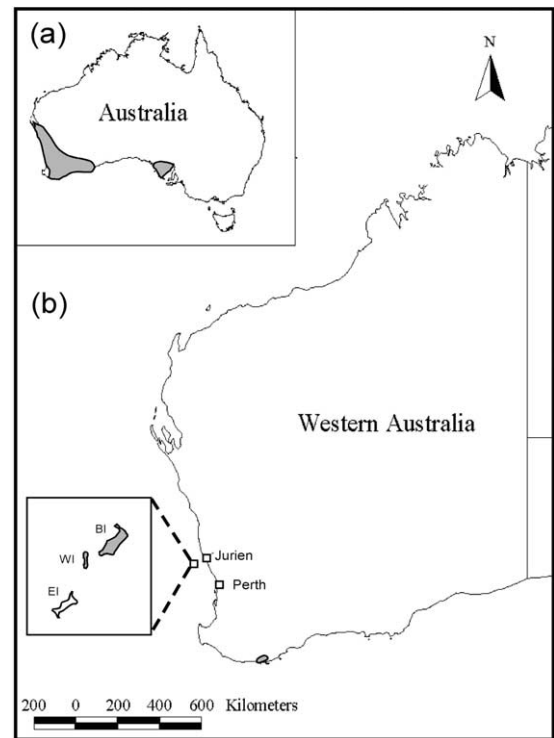 (a)
Australia
N
(b)
Western Australia
BI
WI
EI
Jurien
Perth
200 0 200 400 600 Kilometers